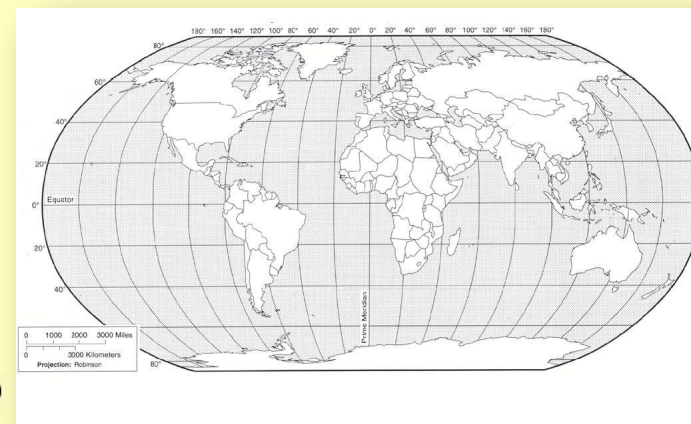 180° 160° 140° 120° 100° 80° 60° 40° 20° 0° 20° 40° 60° 80° 100° 120° 140° 160° 180°
80°
60°
40°
20°
Equator
0°
20°
40°
Prime Meridian
0 1000 2000 3000 Miles
0 3000 Kilometers
Projection: Robinson
80°
)